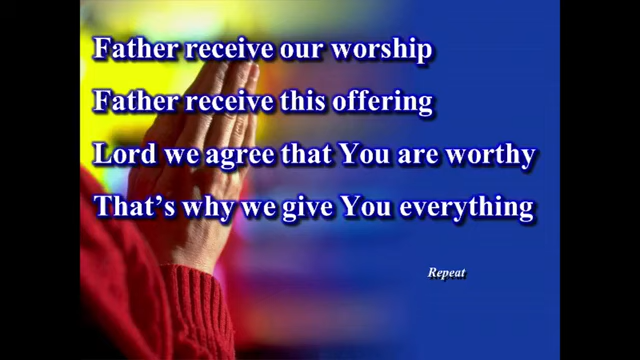 Father receive our worship
Father receive this offering
Lord we agree that You are worthy
That's why we give You everything
Repeat